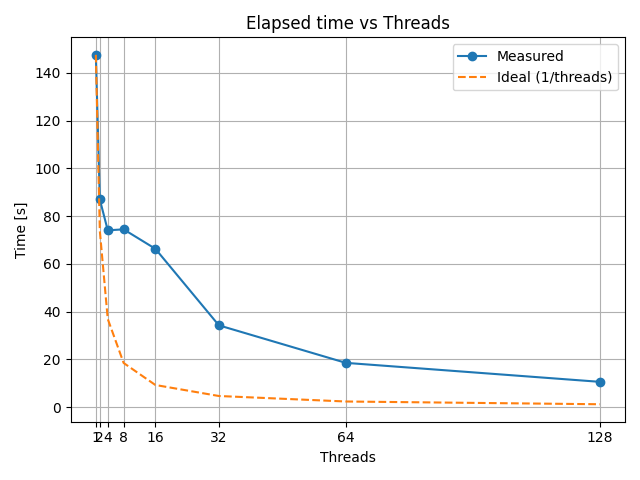 Elapsed time vs Threads
Measured
Ideal (1/threads)
Time [s]
140
120
100
80
60
40
20
0
1 2 4 8 16 32 64 128
Threads